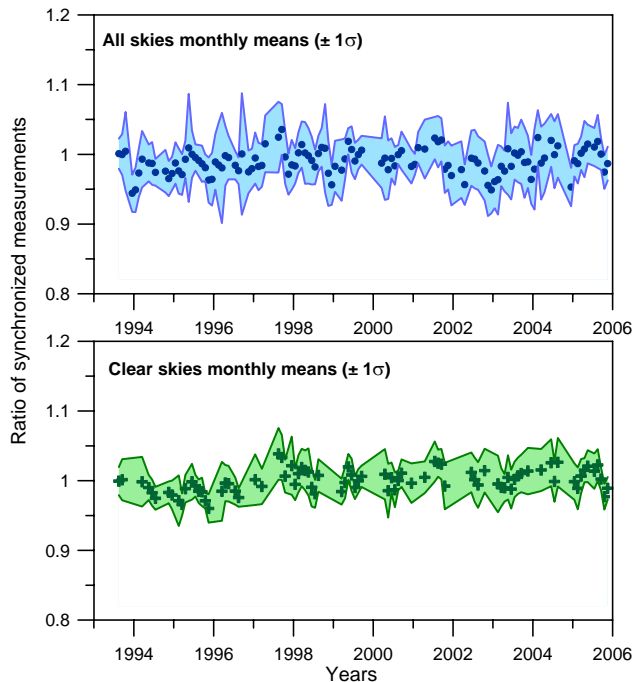 1.2
All skies monthly means (± 1σ)
1.1
1
0.9
0.8
1994 1996 1998 2000 2002 2004 2006
Ratio of synchronized measurements
1.2
Clear skies monthly means (± 1σ)
1.1
1
0.9
0.8
1994 1996 1998 2000 2002 2004 2006
Years